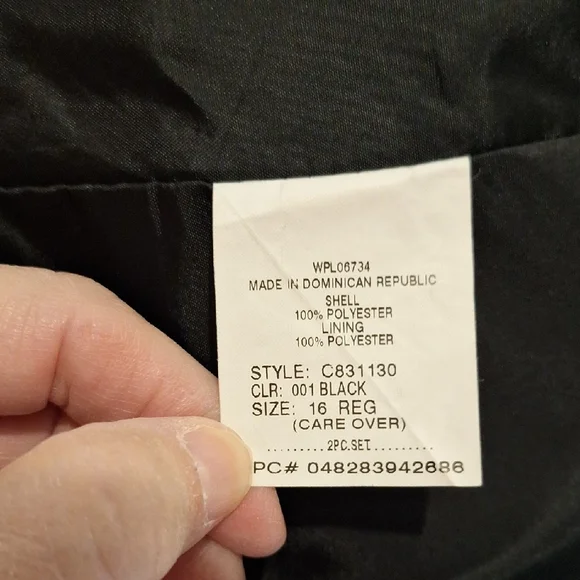 WPL06734
MADE IN DOMINICAN REPUBLIC
SHELL
100% POLYESTER
LINING
100% POLYESTER
STYLE: C831130
CLR: 001 BLACK
SIZE: 16 REG
(CARE OVER)
......... 2PC.SET .........
PC# 048283942686